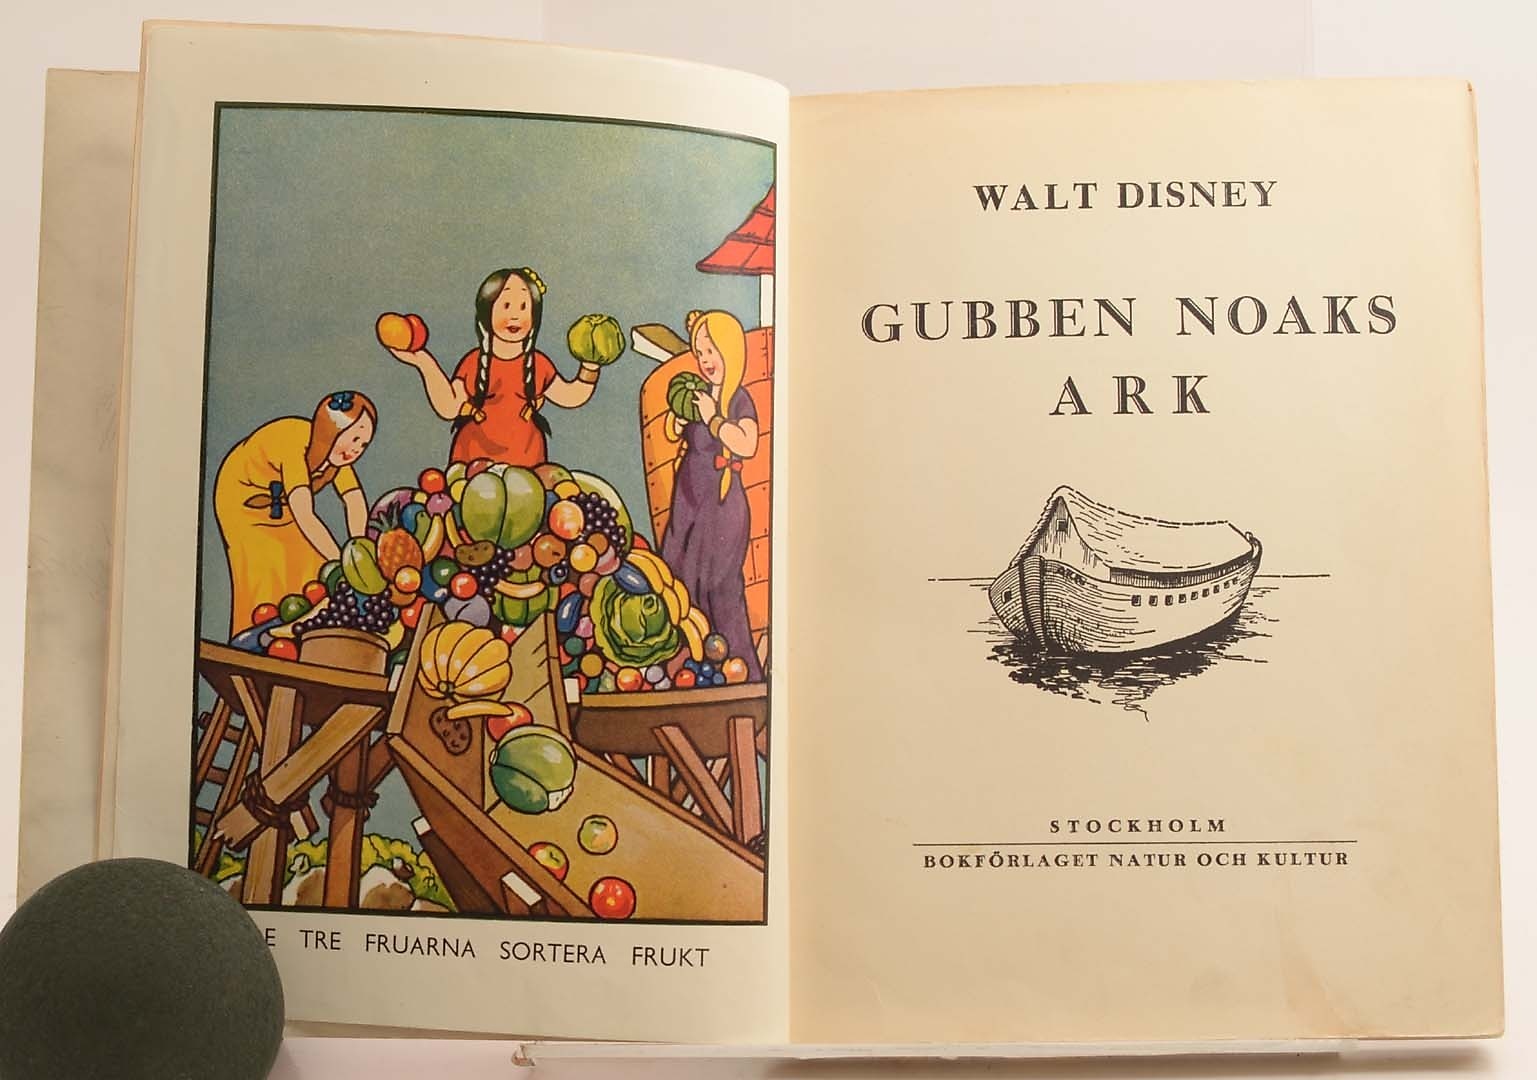 TRE FRUARNA SORTERA FRUKT
WALT DISNEY
GUBBEN NOAKS
ARK
STOCKHOLM
BOKFÖRLAGET NATUR OCH KULTUR